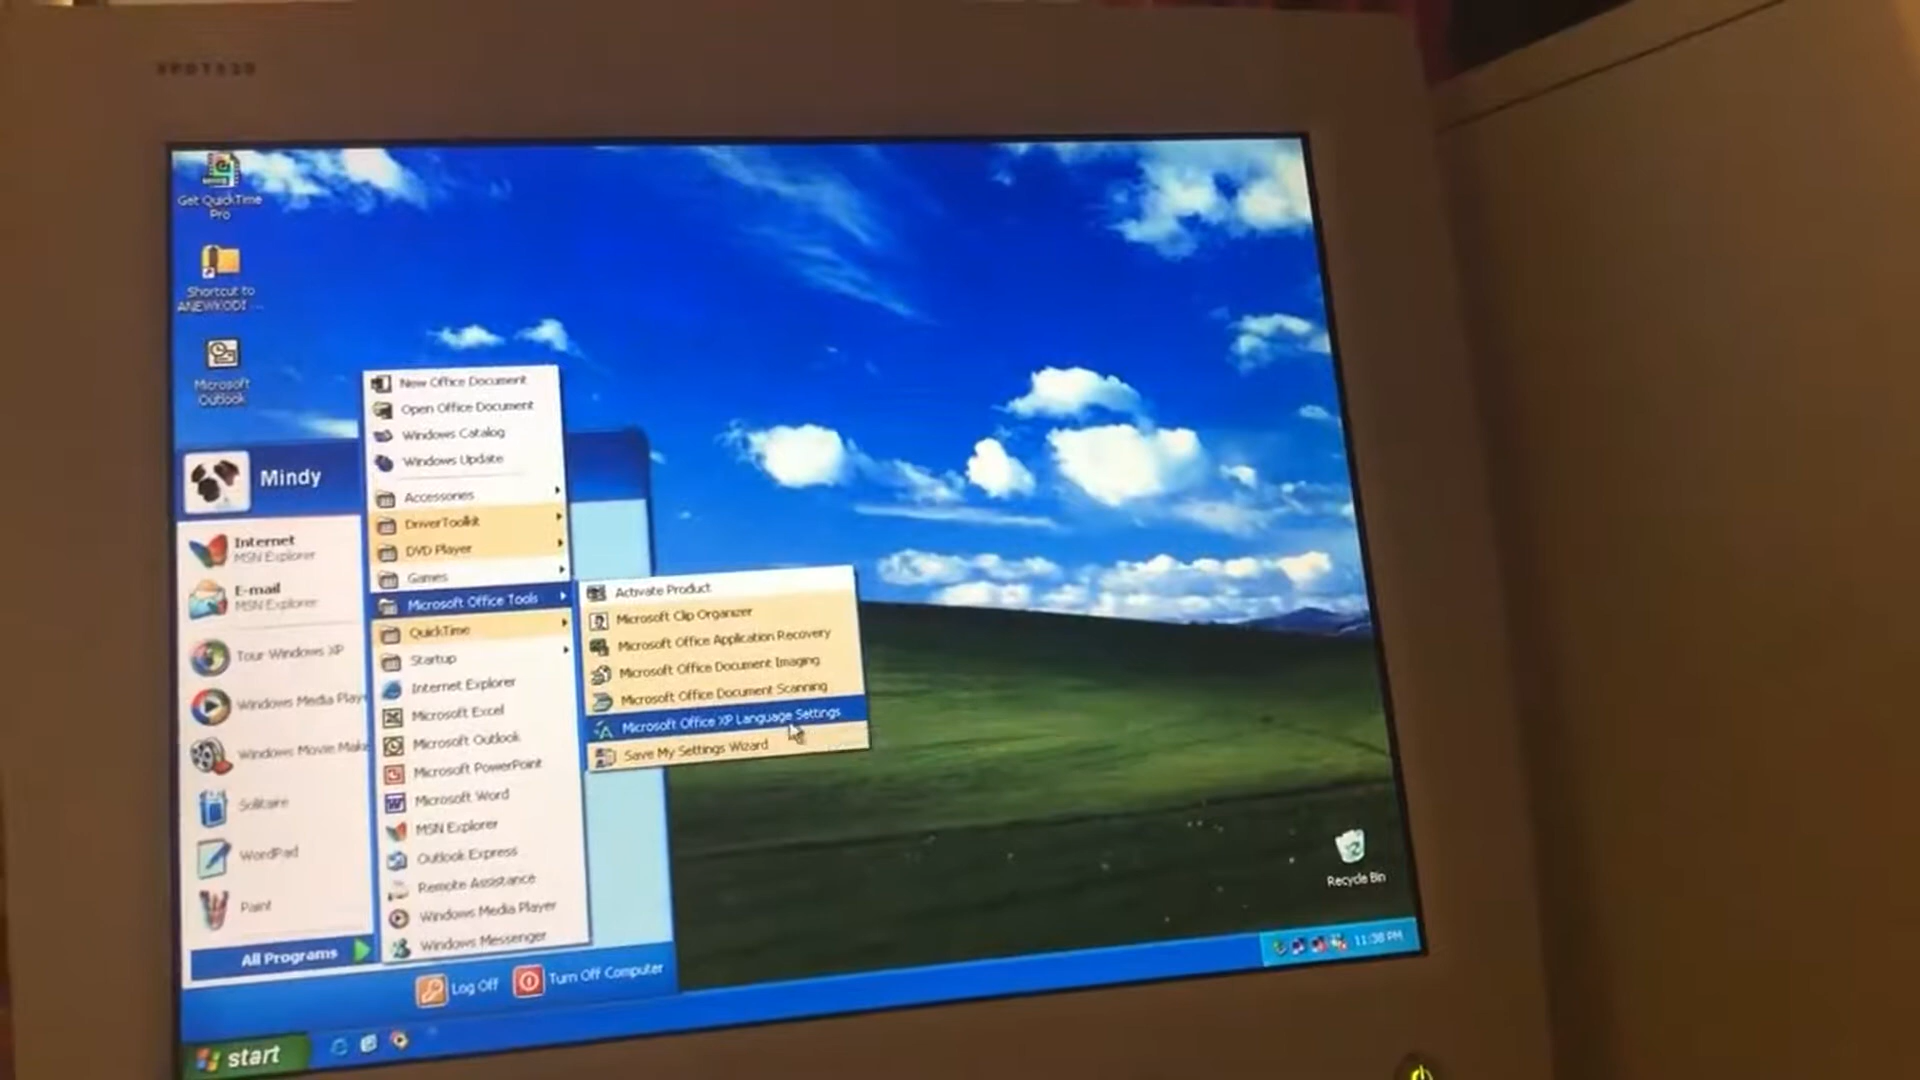 Get QuickTime
Pro
Shortcut to
ANEWKODI ...
Microsoft
Outlook
Mindy
Internet
MSN Explorer
E-mail
MSN Explorer
Tour Windows XP
Windows Media Play
Windows Movie Make
Solitaire
WordPad
Paint
All Programs
New Office Document
Open Office Document
Windows Catalog
Windows Update
Accessories
DriverToolkit
DVD Player
Games
Microsoft Office Tools
QuickTime
Startup
Internet Explorer
Microsoft Excel
Microsoft Outlook
Microsoft PowerPoint
Microsoft Word
MSN Explorer
Outlook Express
Remote Assistance
Windows Media Player
Windows Messenger
Activate Product
Microsoft Clip Organizer
Microsoft Office Application Recovery
Microsoft Office Document Imaging
Microsoft Office Document Scanning
Microsoft Office XP Language Settings
Save My Settings Wizard
Recycle Bin
Log Off
Turn Off Computer
start
11:38 PM